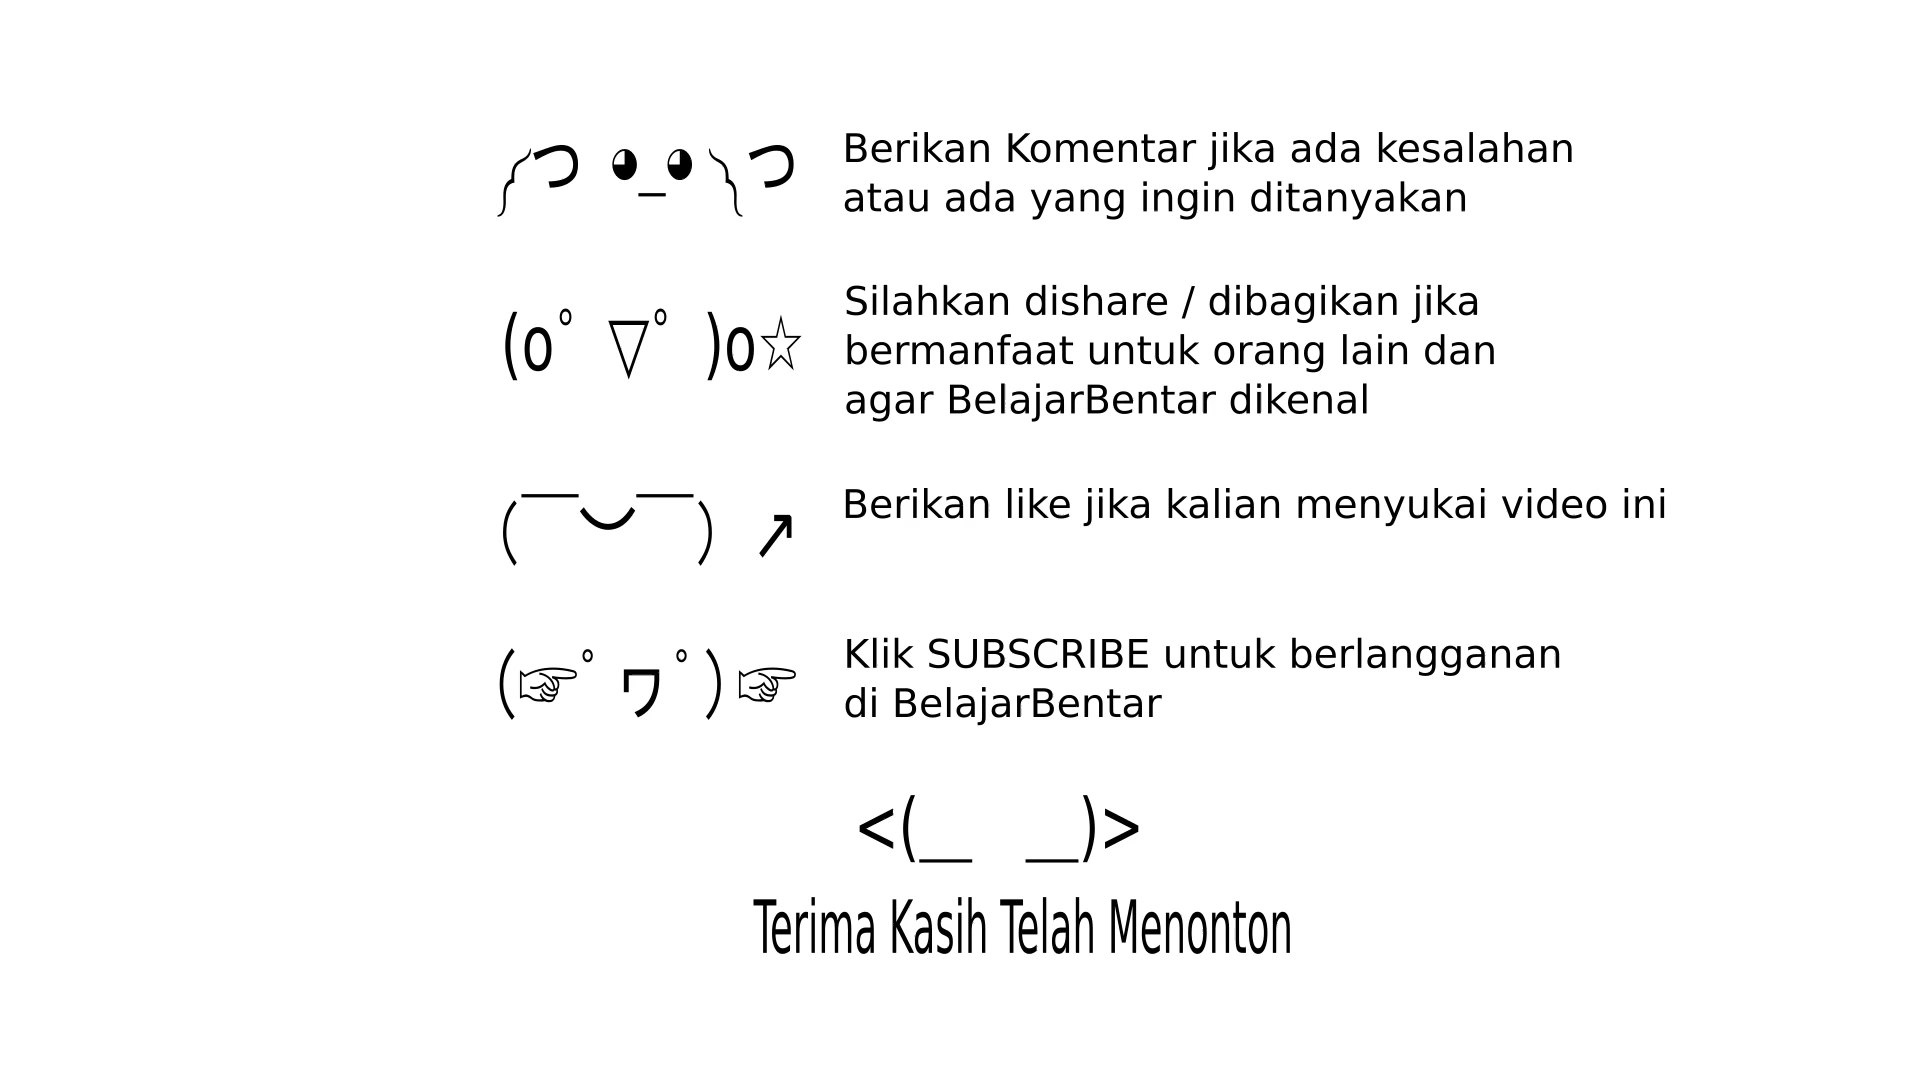 ༼つ ◕_◕ ༽つ
Berikan Komentar jika ada kesalahan
atau ada yang ingin ditanyakan
(oﾟ ▽ﾟ )o☆
Silahkan dishare / dibagikan jika
bermanfaat untuk orang lain dan
agar BelajarBentar dikenal
(￣⌣￣) ↗
Berikan like jika kalian menyukai video ini
(☞ﾟ ヮﾟ )☞
Klik SUBSCRIBE untuk berlangganan
di BelajarBentar
<(__ __)>
Terima Kasih Telah Menonton